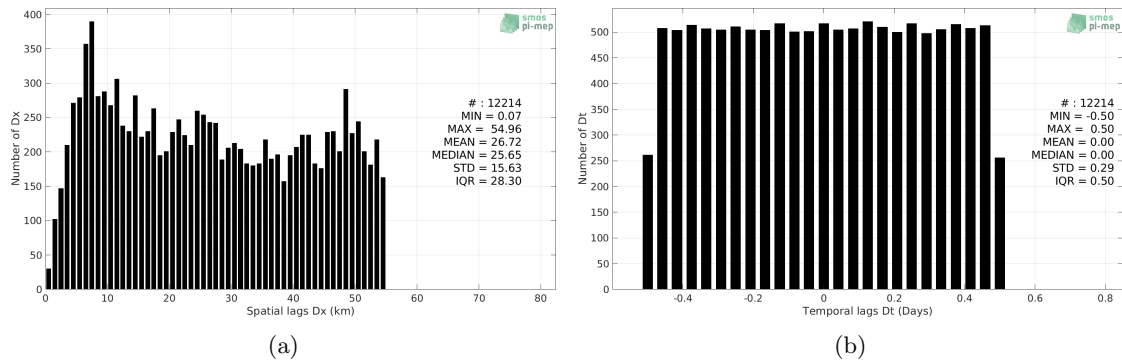 smos
pi-mep
400
350
300
250
200
150
100
50
0
Number of Dx
# : 12214
MIN = 0.07
MAX = 54.96
MEAN = 26.72
MEDIAN = 25.65
STD = 15.63
IQR = 28.30
0 10 20 30 40 50 60 70 80
Spatial lags Dx (km)
(a)
smos
pi-mep
500
450
400
350
300
250
200
150
100
50
0
Number of Dt
# : 12214
MIN = -0.50
MAX = 0.50
MEAN = 0.00
MEDIAN = 0.00
STD = 0.29
IQR = 0.50
-0.4 -0.2 0 0.2 0.4 0.6 0.8
Temporal lags Dt (Days)
(b)